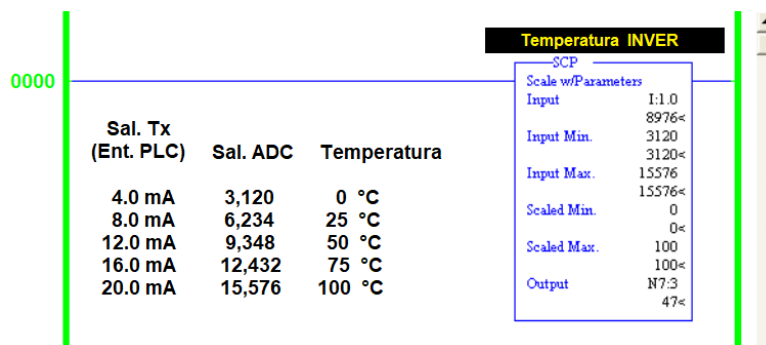 Temperatura INVER
0000
SCP
Scale w/Parameters
Input I:1.0
8976<
Input Min. 3120
3120<
Input Max. 15576
15576<
Scaled Min. 0
0<
Scaled Max. 100
100<
Output N7:3
47<
Sal. Tx
(Ent. PLC) Sal. ADC Temperatura
4.0 mA 3,120 0 °C
8.0 mA 6,234 25 °C
12.0 mA 9,348 50 °C
16.0 mA 12,432 75 °C
20.0 mA 15,576 100 °C